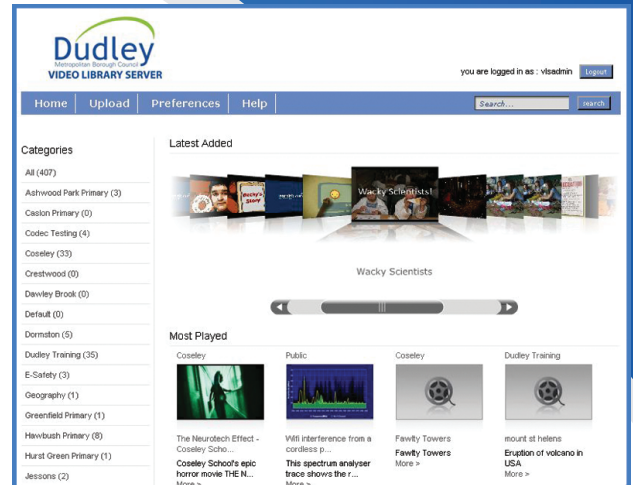 Dudley
Metropolitan Borough Council
VIDEO LIBRARY SERVER
you are logged in as : vlsadmin Logout
Home Upload Preferences Help Search... search
Categories
All (407)
Ashwood Park Primary (3)
Caslon Primary (0)
Codec Testing (4)
Coseley (33)
Crestwood (0)
Dawley Brook (0)
Default (0)
Dormston (5)
Dudley Training (35)
E-Safety (3)
Geography (1)
Greenfield Primary (1)
Hawbush Primary (8)
Hurst Green Primary (1)
Jessons (2)
Latest Added
Wacky Scientists!
Wacky Scientists
Most Played
Coseley
The Neurotech Effect -
Coseley Scho...
Coseley School's epic
horror movie THE N...
More >
Public
Wifi interference from a
cordless p...
This spectrum analyser
trace shows the r...
More >
Coseley
Fawlty Towers
Fawlty Towers
More >
Dudley Training
mount st helens
Eruption of volcano in
USA
More >